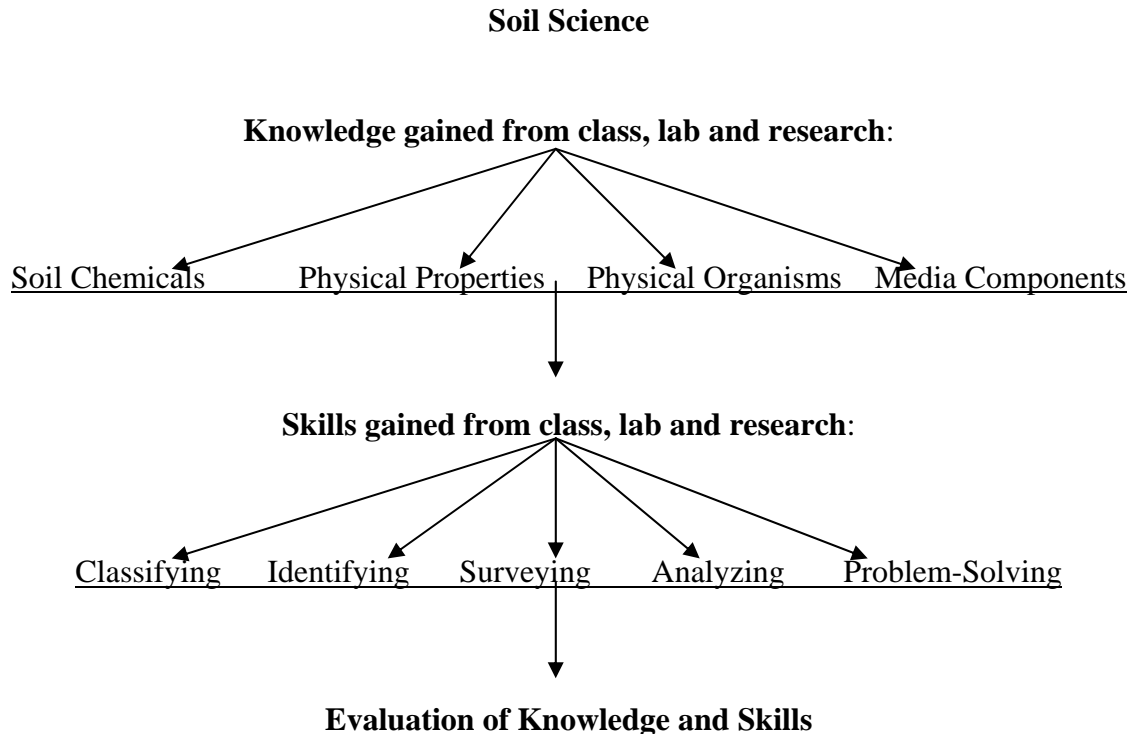 Soil Science
Knowledge gained from class, lab and research:
Soil Chemicals Physical Properties Physical Organisms Media Components
Skills gained from class, lab and research:
Classifying Identifying Surveying Analyzing Problem-Solving
Evaluation of Knowledge and Skills